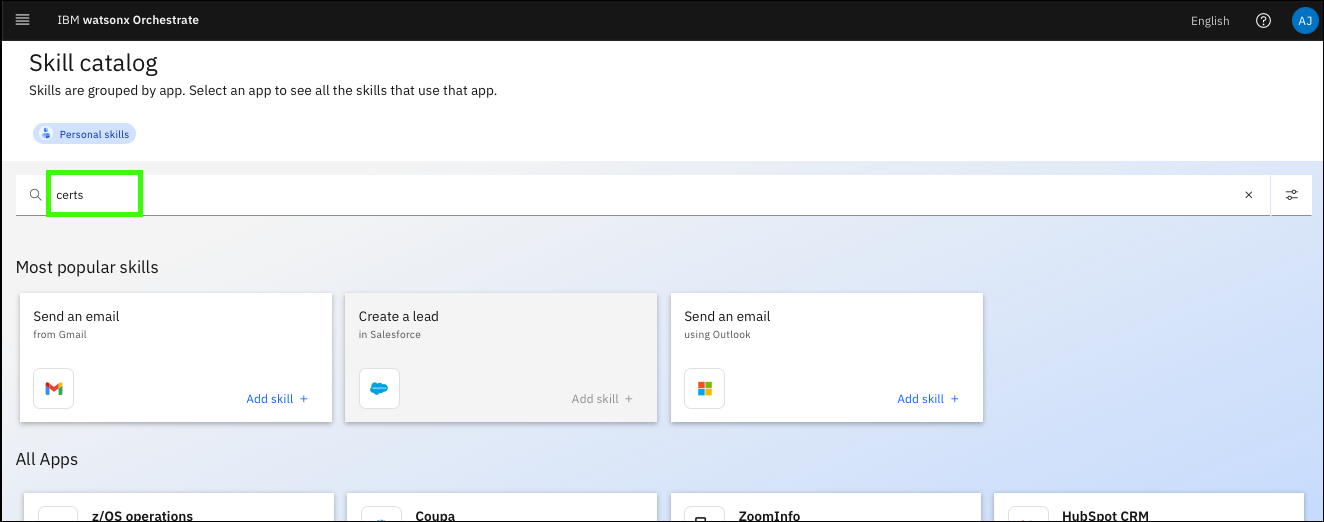 IBM watsonx Orchestrate
English
AJ
Skill catalog
Skills are grouped by app. Select an app to see all the skills that use that app.
Personal skills
certs
Most popular skills
Send an email
from Gmail
Add skill +
Create a lead
in Salesforce
Add skill +
Send an email
using Outlook
Add skill +
All Apps
z/OS operations
Coupa
ZoomInfo
HubSpot CRM